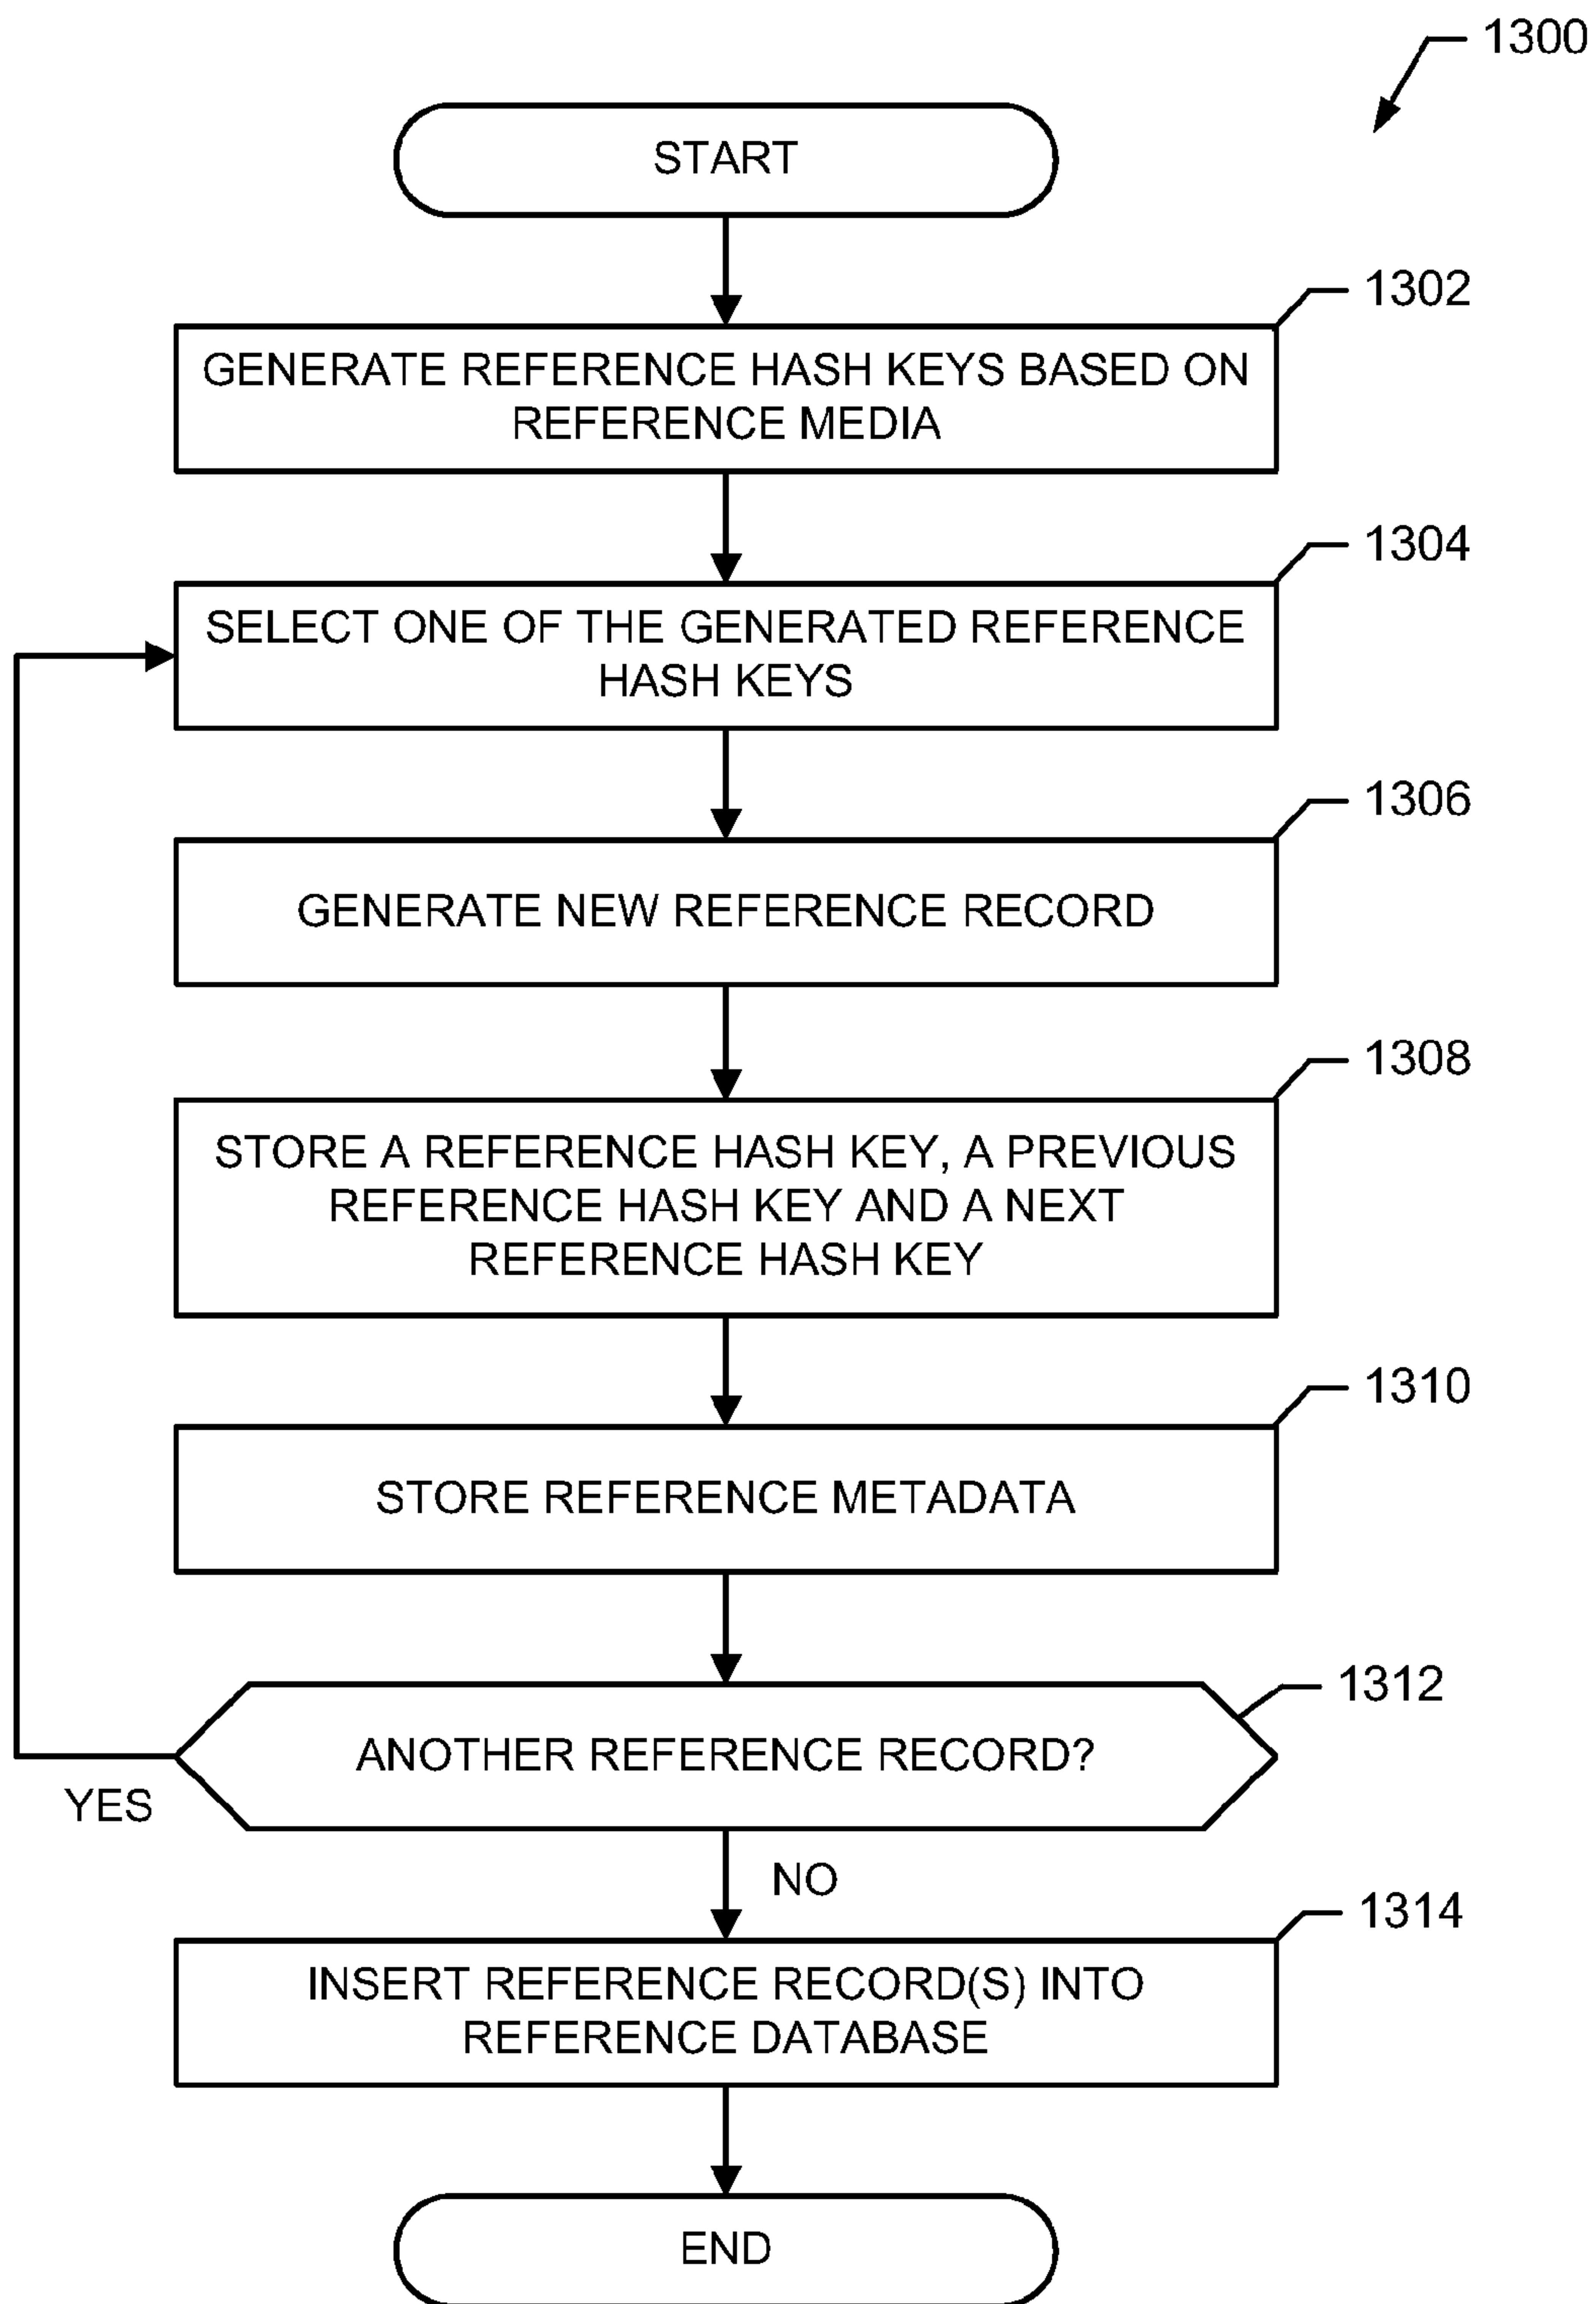 1300
START
1302
GENERATE REFERENCE HASH KEYS BASED ON
REFERENCE MEDIA
1304
SELECT ONE OF THE GENERATED REFERENCE
HASH KEYS
1306
GENERATE NEW REFERENCE RECORD
1308
STORE A REFERENCE HASH KEY, A PREVIOUS
REFERENCE HASH KEY AND A NEXT
REFERENCE HASH KEY
1310
STORE REFERENCE METADATA
1312
ANOTHER REFERENCE RECORD?
YES
NO
1314
INSERT REFERENCE RECORD(S) INTO
REFERENCE DATABASE
END